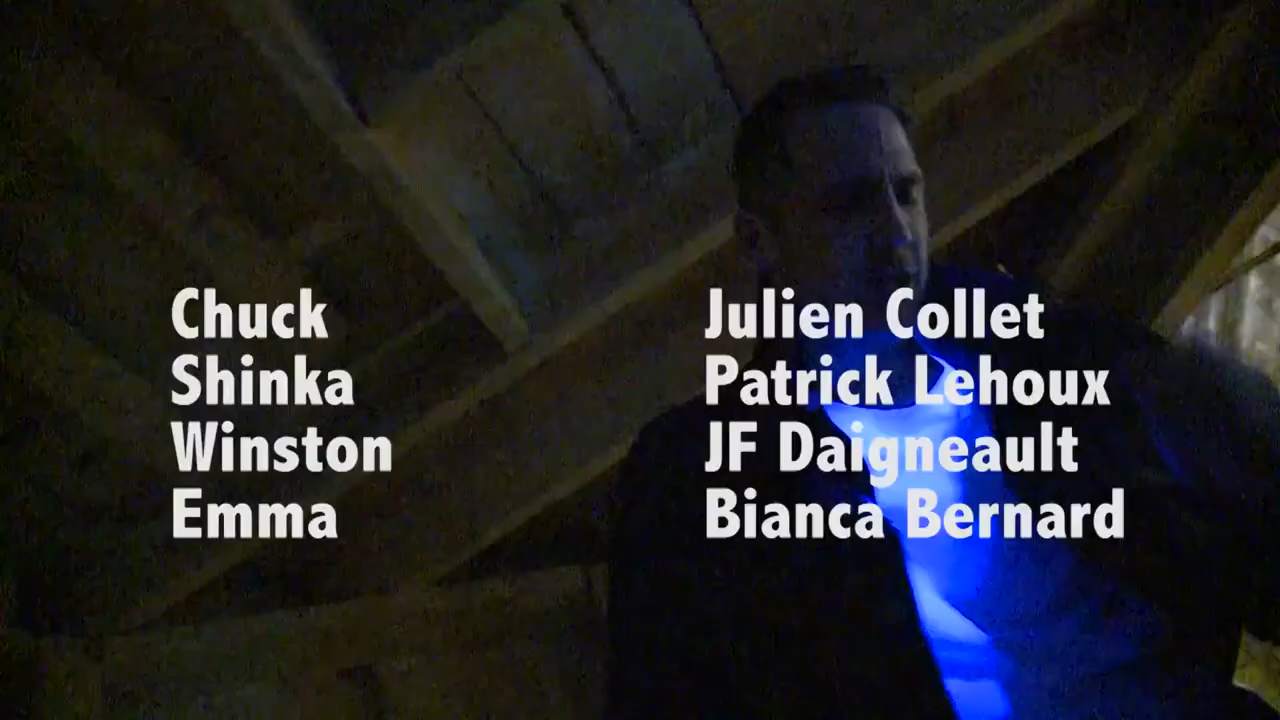 Chuck Julien Collet
Shinka Patrick Lehoux
Winston JF Daigneault
Emma Bianca Bernard